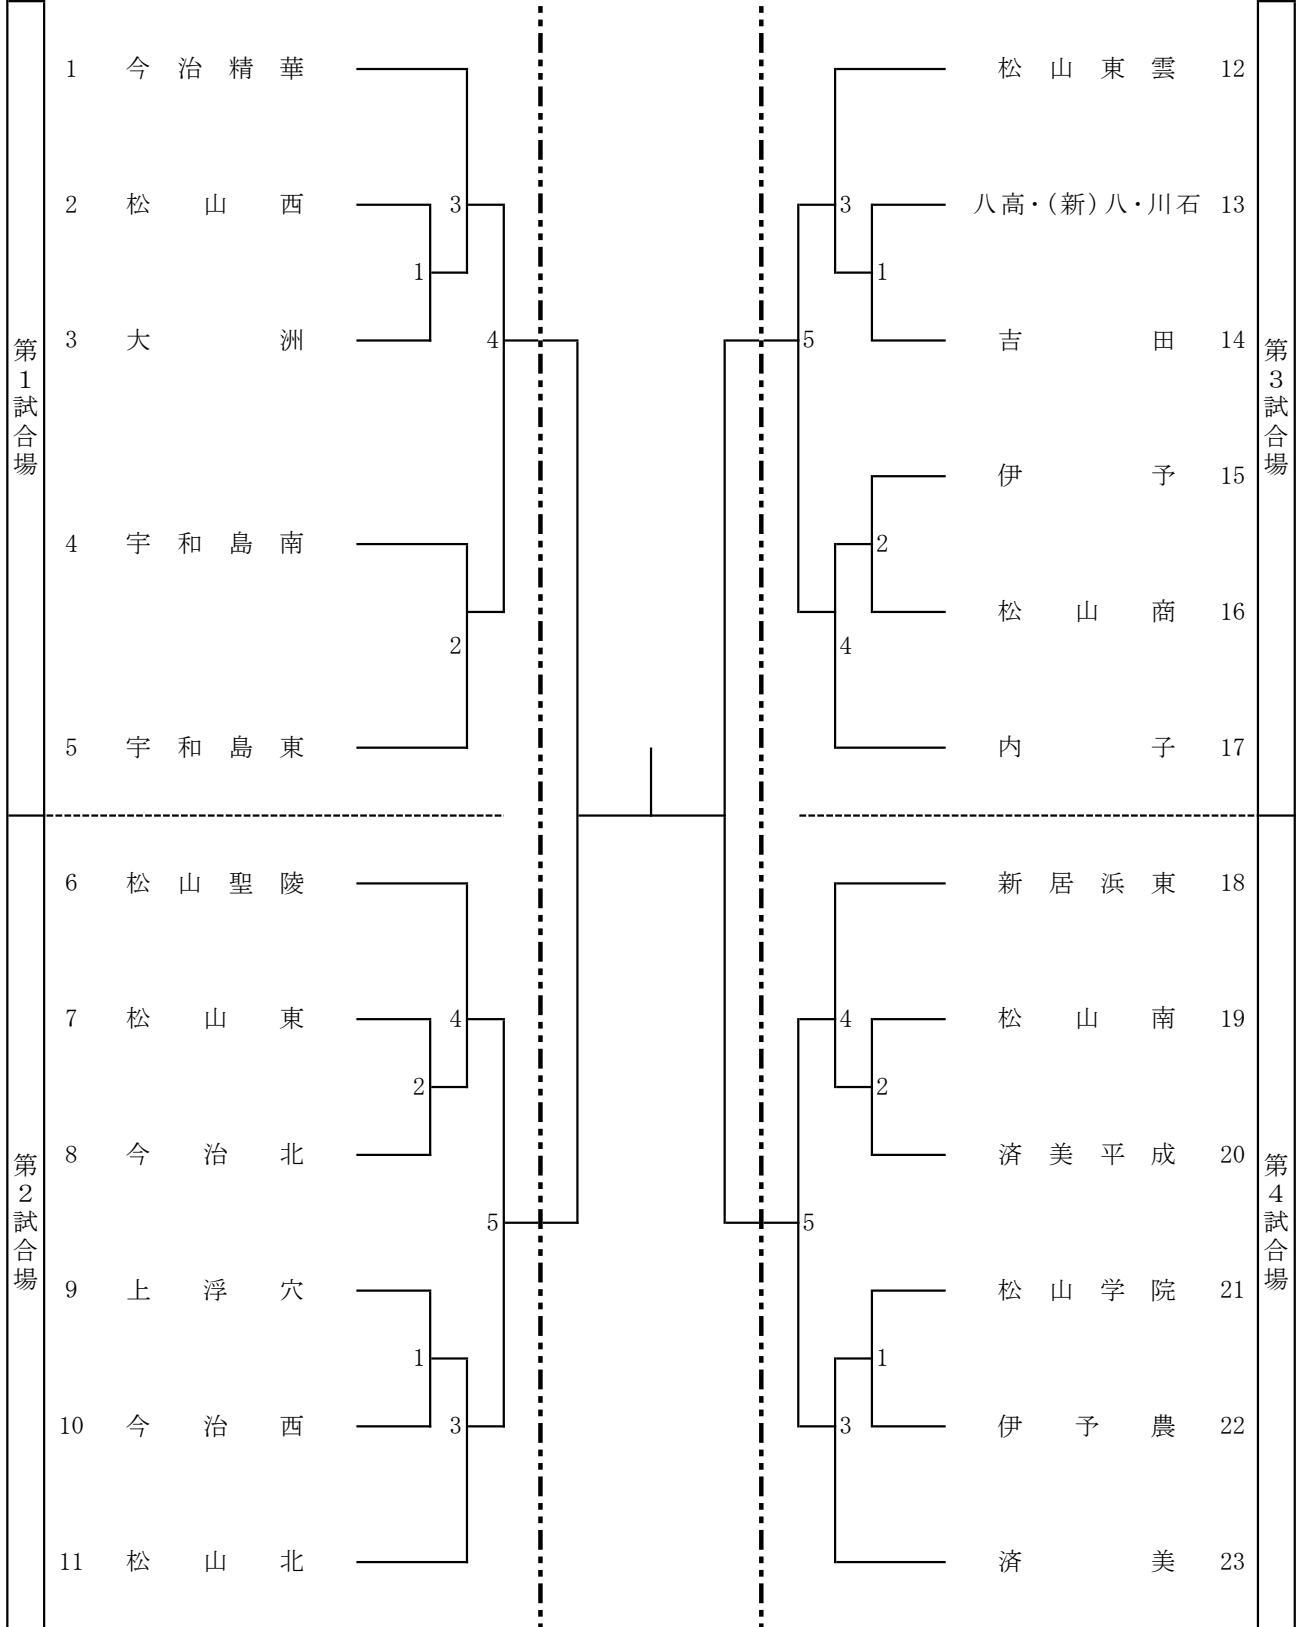 第1試合場
1 今治精華
2 松山西
3
1
3 大洲
4
4 宇和島南
2
5 宇和島東
第2試合場
6 松山聖陵
7 松山東
4
2
8 今治北
5
9 上浮穴
1
10 今治西
3
11 松山北
第3試合場
松山東雲 12
3
八高・(新)八・川石 13
1
5
吉田 14
伊予 15
2
松山商 16
4
内子 17
第4試合場
新居浜東 18
4
松山南 19
2
済美平成 20
5
松山学院 21
1
3
伊予農 22
済美 23